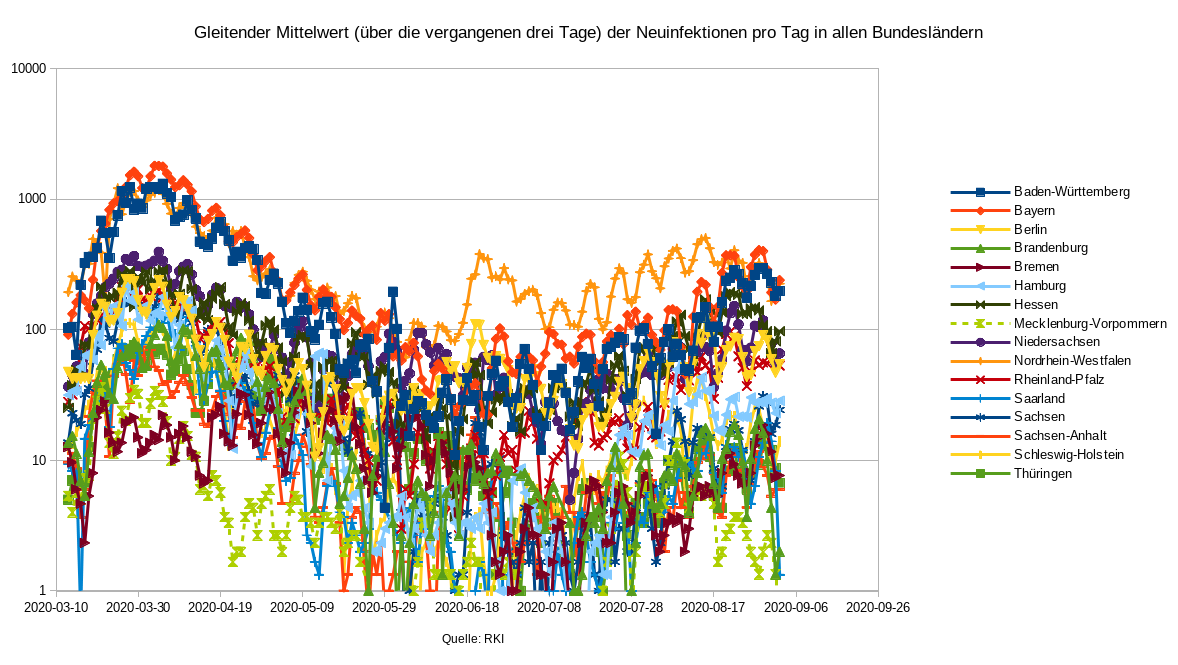 Gleitender Mittelwert (über die vergangenen drei Tage) der Neuinfektionen pro Tag in allen Bundesländern
10000
1000
100
10
1
2020-03-10 2020-03-30 2020-04-19 2020-05-09 2020-05-29 2020-06-18 2020-07-08 2020-07-28 2020-08-17 2020-09-06 2020-09-26
Quelle: RKI
Baden-Württemberg
Bayern
Berlin
Brandenburg
Bremen
Hamburg
Hessen
Mecklenburg-Vorpommern
Niedersachsen
Nordrhein-Westfalen
Rheinland-Pfalz
Saarland
Sachsen
Sachsen-Anhalt
Schleswig-Holstein
Thüringen